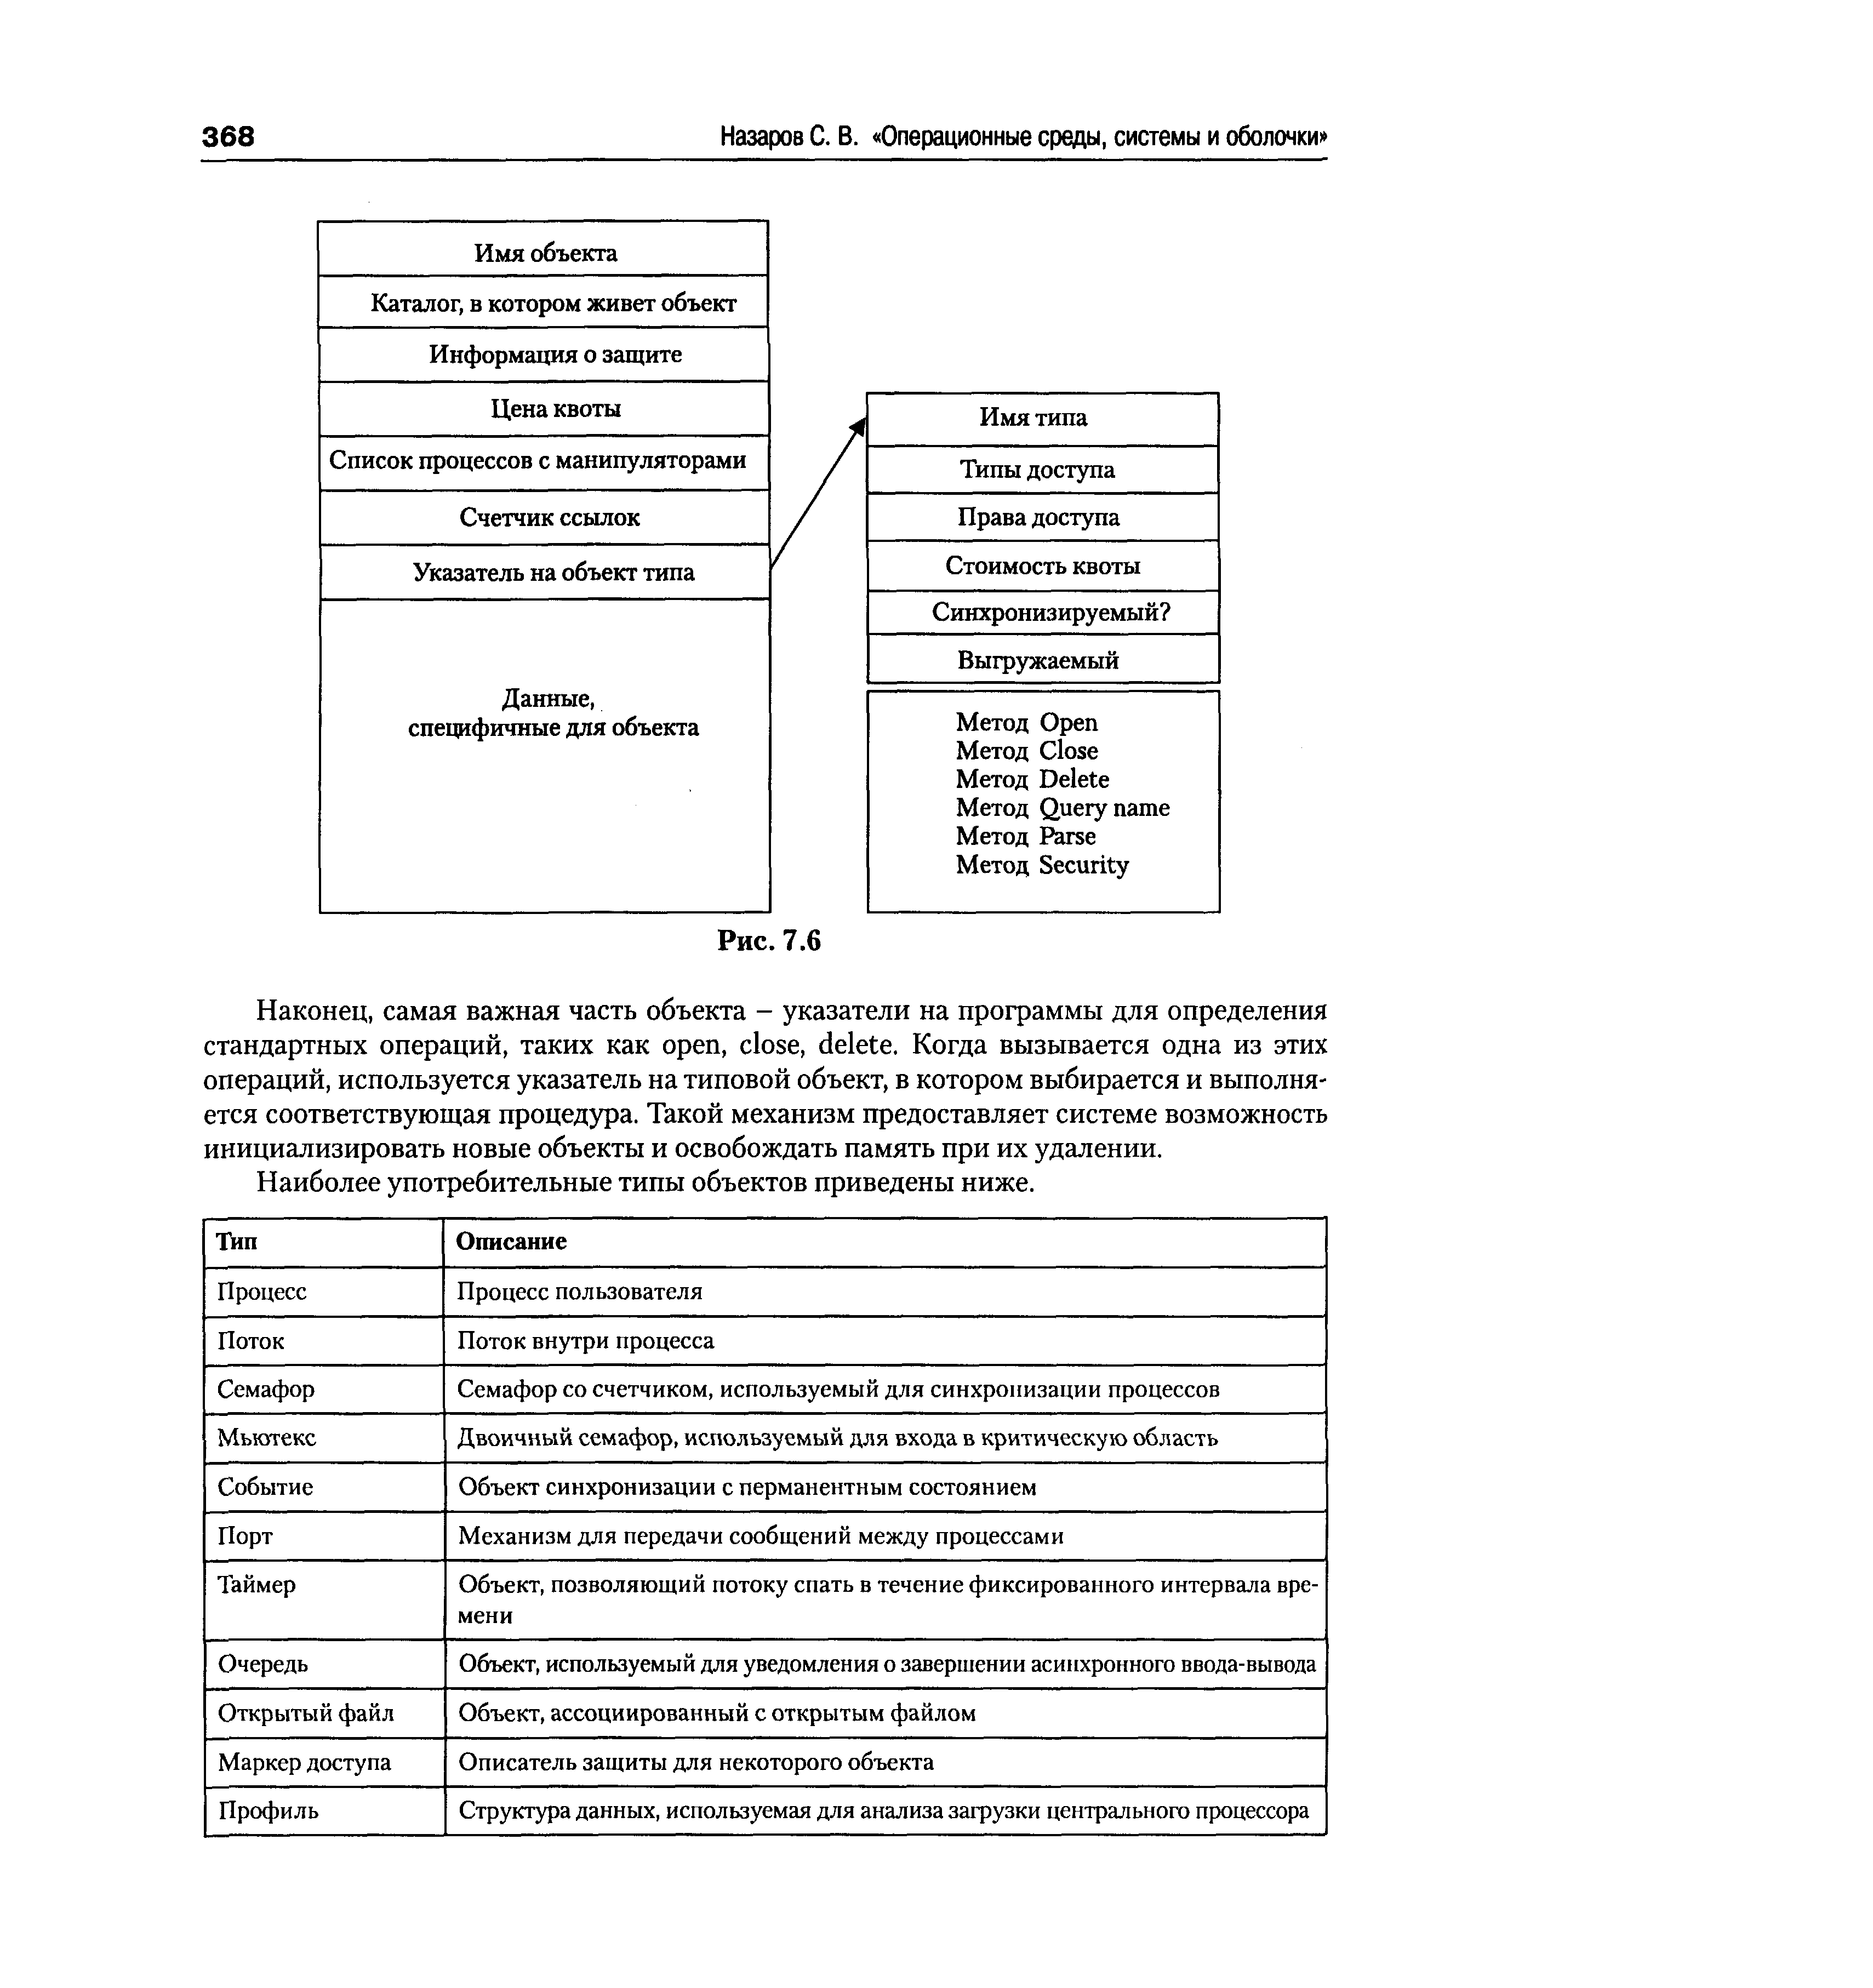 368
Назаров С. В. «Операционные среды, системы и оболочки»
Имя объекта
Каталог, в котором живет объект
Информация о защите
Цена квоты
Список процессов с манипуляторами
Счетчик ссылок
Указатель на объект типа
Данные,
специфичные для объекта
Имя типа
Типы доступа
Права доступа
Стоимость квоты
Синхронизируемый?
Выгружаемый
Метод Open
Метод Close
Метод Delete
Метод Query name
Метод Parse
Метод Security
Рис. 7.6
Наконец, самая важная часть объекта – указатели на программы для определения
стандартных операций, таких как open, close, delete. Когда вызывается одна из этих
операций, используется указатель на типовой объект, в котором выбирается и выполня-
ется соответствующая процедура. Такой механизм предоставляет системе возможность
инициализировать новые объекты и освобождать память при их удалении.
Наиболее употребительные типы объектов приведены ниже.
Тип Описание
Процесс Процесс пользователя
Поток Поток внутри процесса
Семафор Семафор со счетчиком, используемый для синхронизации процессов
Мьютекс Двоичный семафор, используемый для входа в критическую область
Событие Объект синхронизации с перманентным состоянием
Порт Механизм для передачи сообщений между процессами
Таймер Объект, позволяющий потоку спать в течение фиксированного интервала вре-
мени
Очередь Объект, используемый для уведомления о завершении асинхронного ввода-вывода
Открытый файл Объект, ассоциированный с открытым файлом
Маркер доступа Описатель защиты для некоторого объекта
Профиль Структура данных, используемая для анализа загрузки центрального процессора